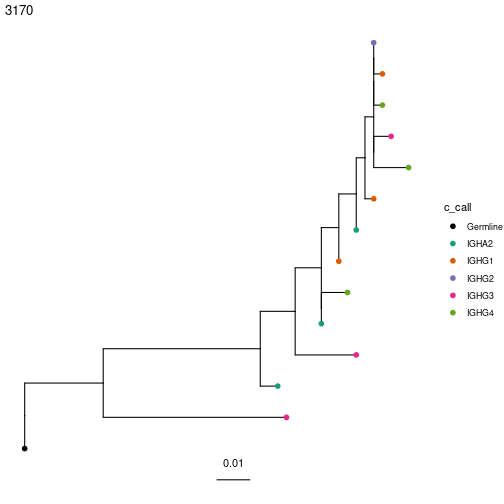 3170
c_call
Germline
IGHA2
IGHG1
IGHG2
IGHG3
IGHG4
0.01